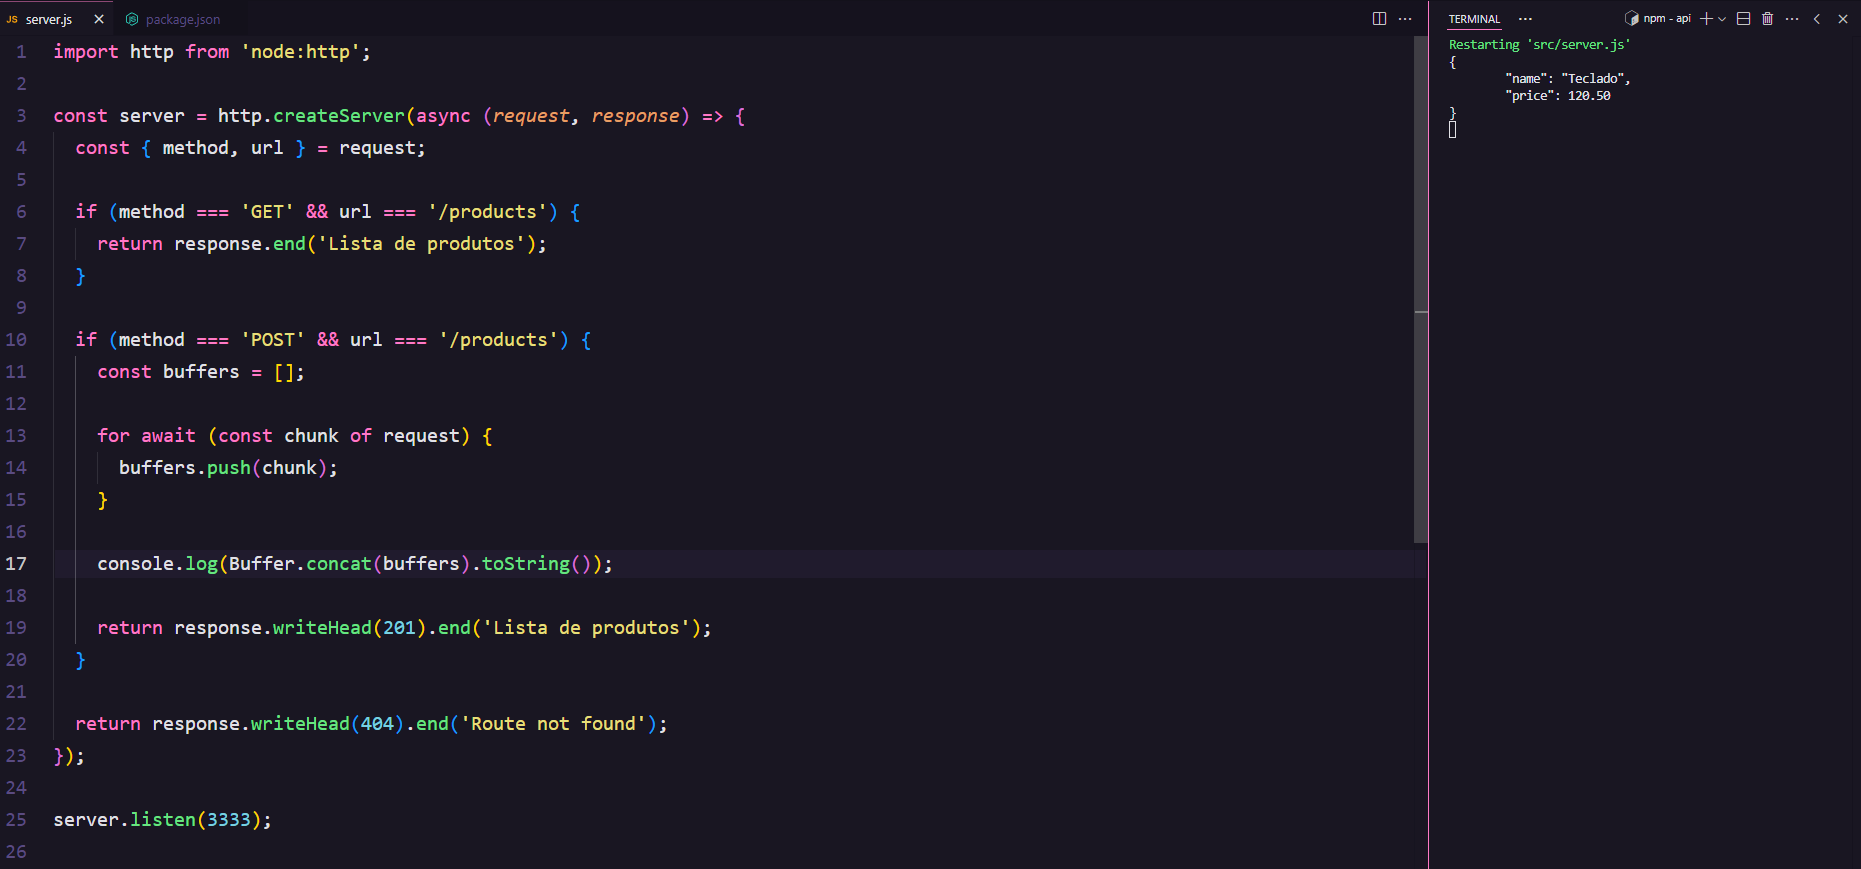 JS server.js × package.json
1 import http from 'node:http';
2
3 const server = http.createServer(async (request, response) => {
4 const { method, url } = request;
5
6 if (method === 'GET' && url === '/products') {
7 return response.end('Lista de produtos');
8 }
9
10 if (method === 'POST' && url === '/products') {
11 const buffers = [];
12
13 for await (const chunk of request) {
14 buffers.push(chunk);
15 }
16
17 console.log(Buffer.concat(buffers).toString());
18
19 return response.writeHead(201).end('Lista de produtos');
20 }
21
22 return response.writeHead(404).end('Route not found');
23 });
24
25 server.listen(3333);
26
TERMINAL ··· npm - api
Restarting 'src/server.js'
{
"name": "Teclado",
"price": 120.50
}